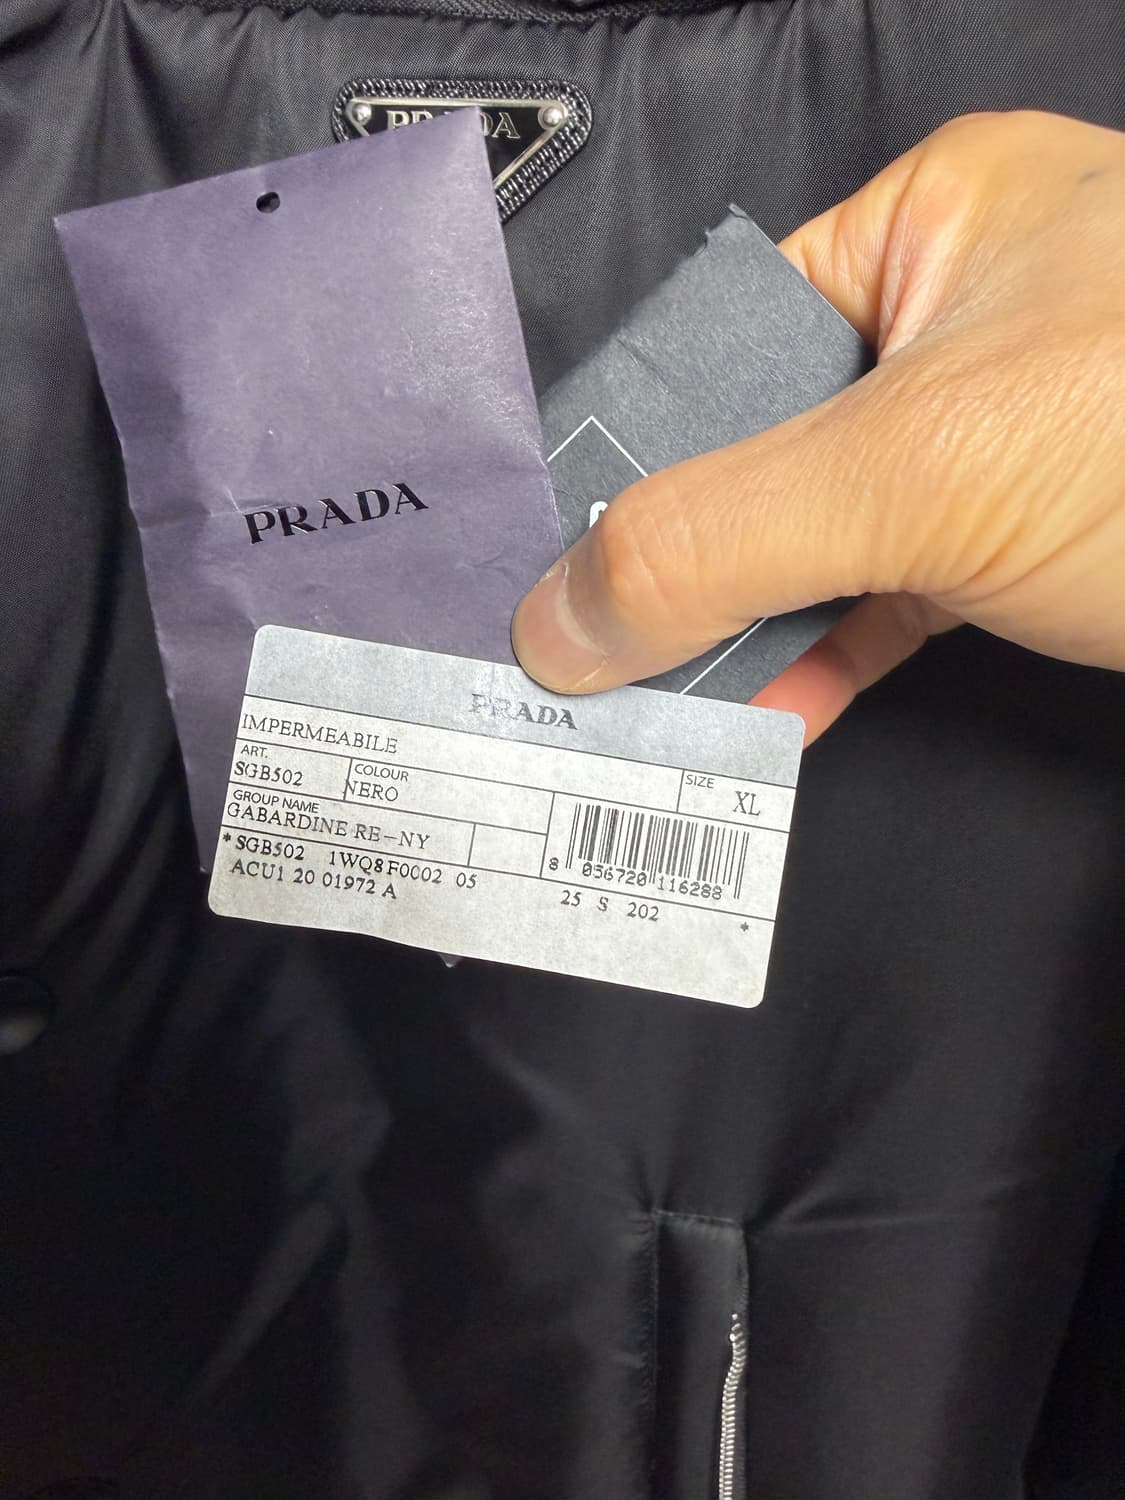 PRADA
PRADA
PRADA
IMPERMEABILE
ART.
SGB502
COLOUR
NERO
SIZE
XL
GROUP NAME
GABARDINE RE-NY
8 056720 116288
* SGB502 1WQ8 F0002 05
ACU1 20 01972 A
25 S 202
*